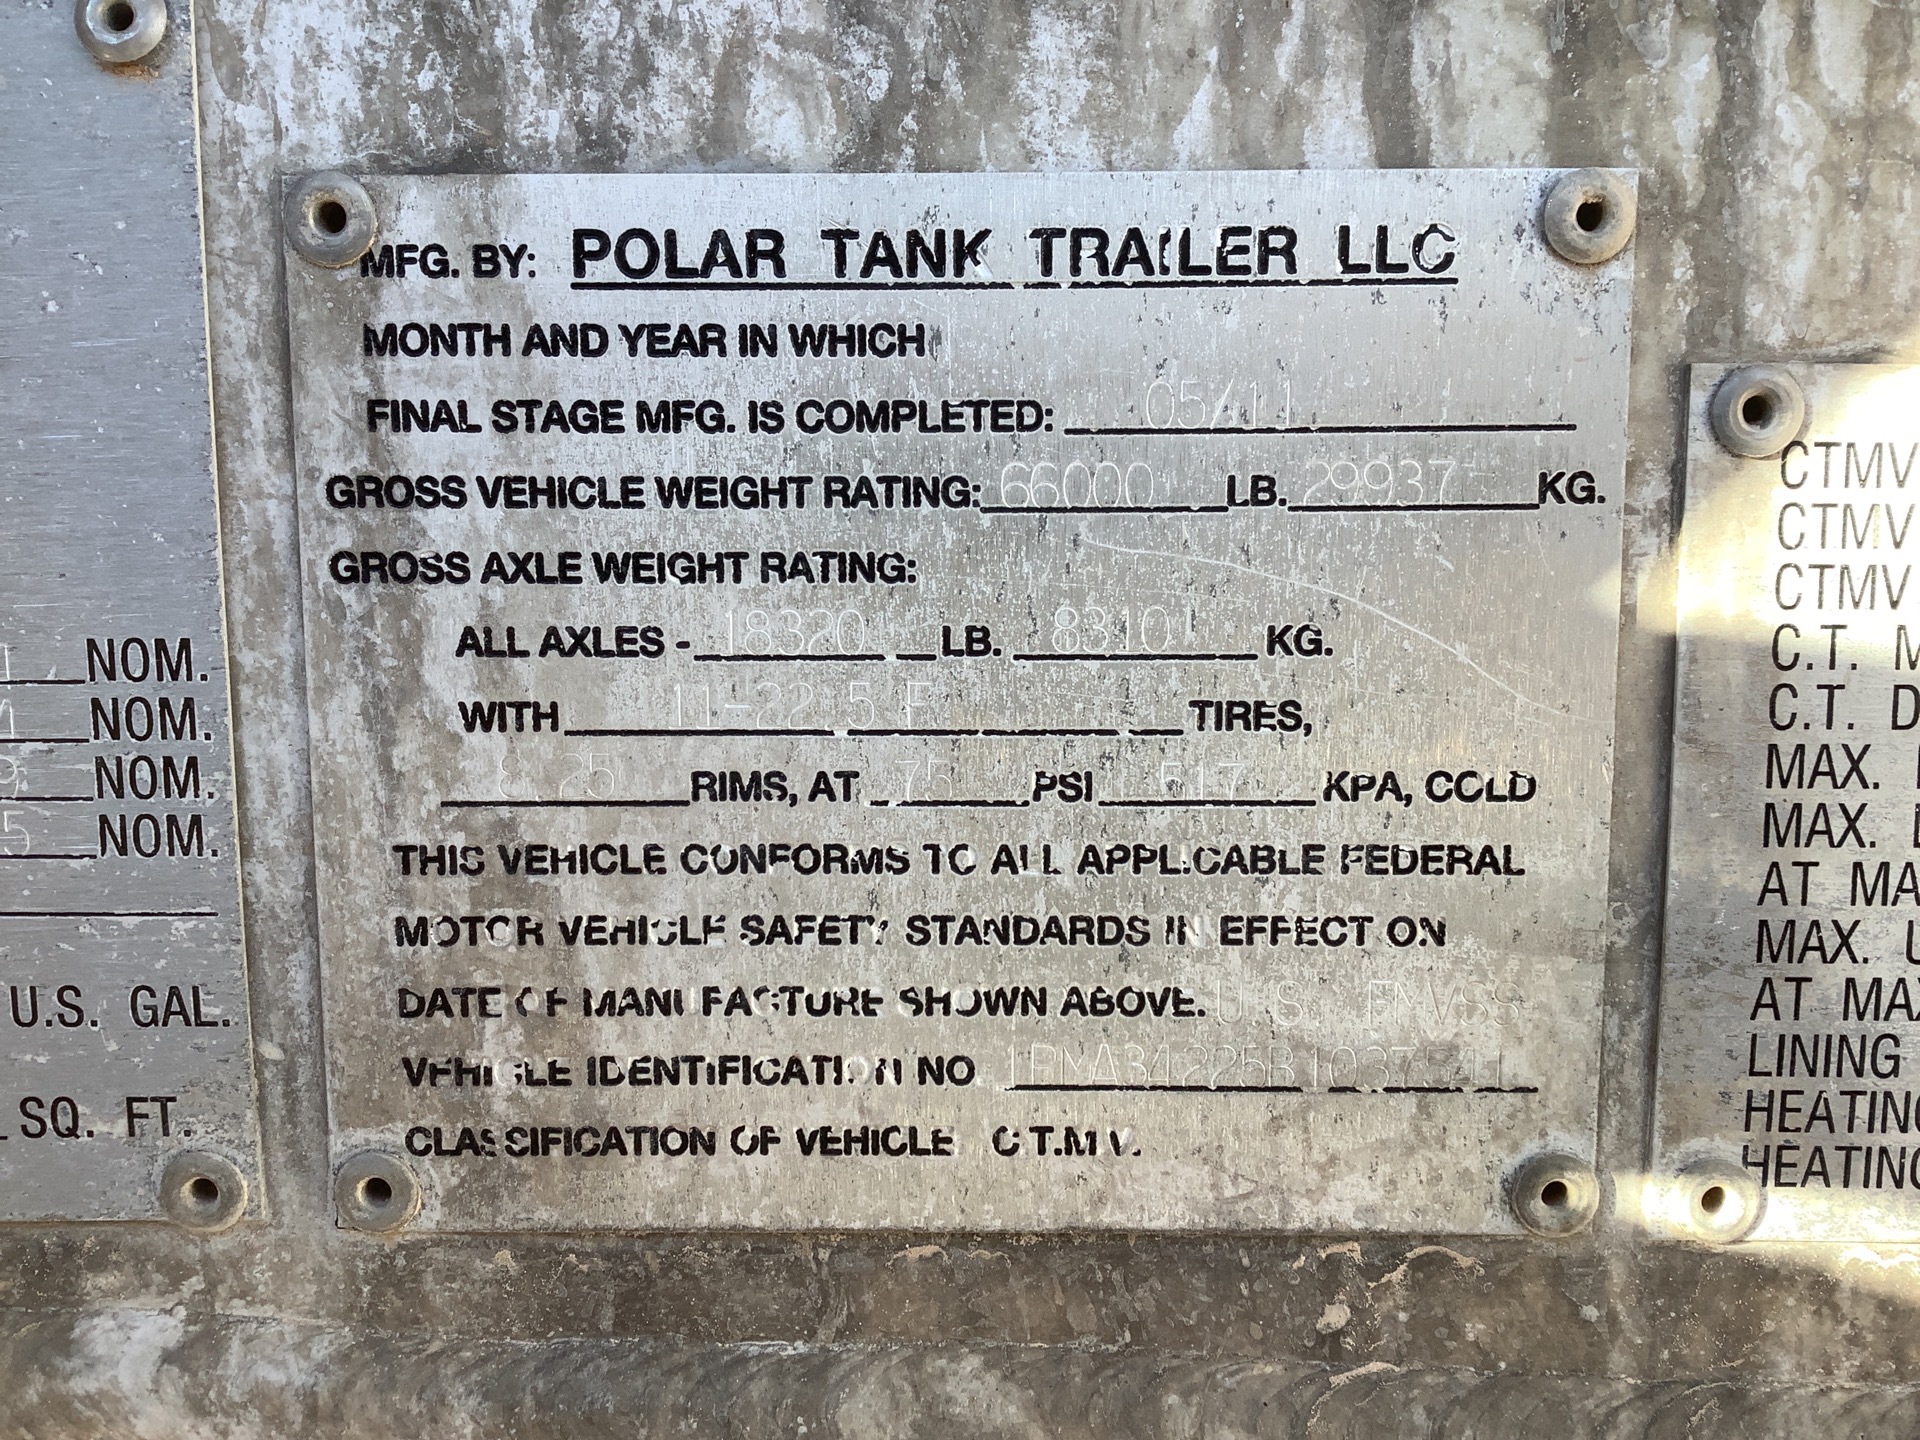 MFG. BY: POLAR TANK TRAILER LLC
MONTH AND YEAR IN WHICH
FINAL STAGE MFG. IS COMPLETED: 05/11
GROSS VEHICLE WEIGHT RATING: 66000 LB. 29937 KG.
GROSS AXLE WEIGHT RATING:
ALL AXLES - 18320 LB. 8310 KG.
WITH 11-22.5 F TIRES,
8.25 RIMS, AT 75 PSI 517 KPA, COLD
THIS VEHICLE CONFORMS TO ALL APPLICABLE FEDERAL
MOTOR VEHICLE SAFETY STANDARDS IN EFFECT ON
DATE OF MANUFACTURE SHOWN ABOVE. U.S. FMVSS
VEHICLE IDENTIFICATION NO
CLASSIFICATION OF VEHICLE C.T.M.V.
NOM.
NOM.
NOM.
5 NOM.
U.S. GAL.
SQ. FT.
CTMV
CTMV
CTMV
C.T.
C.T.
MAX.
MAX.
AT
MAX.
AT
LINING
HEATING
HEATING